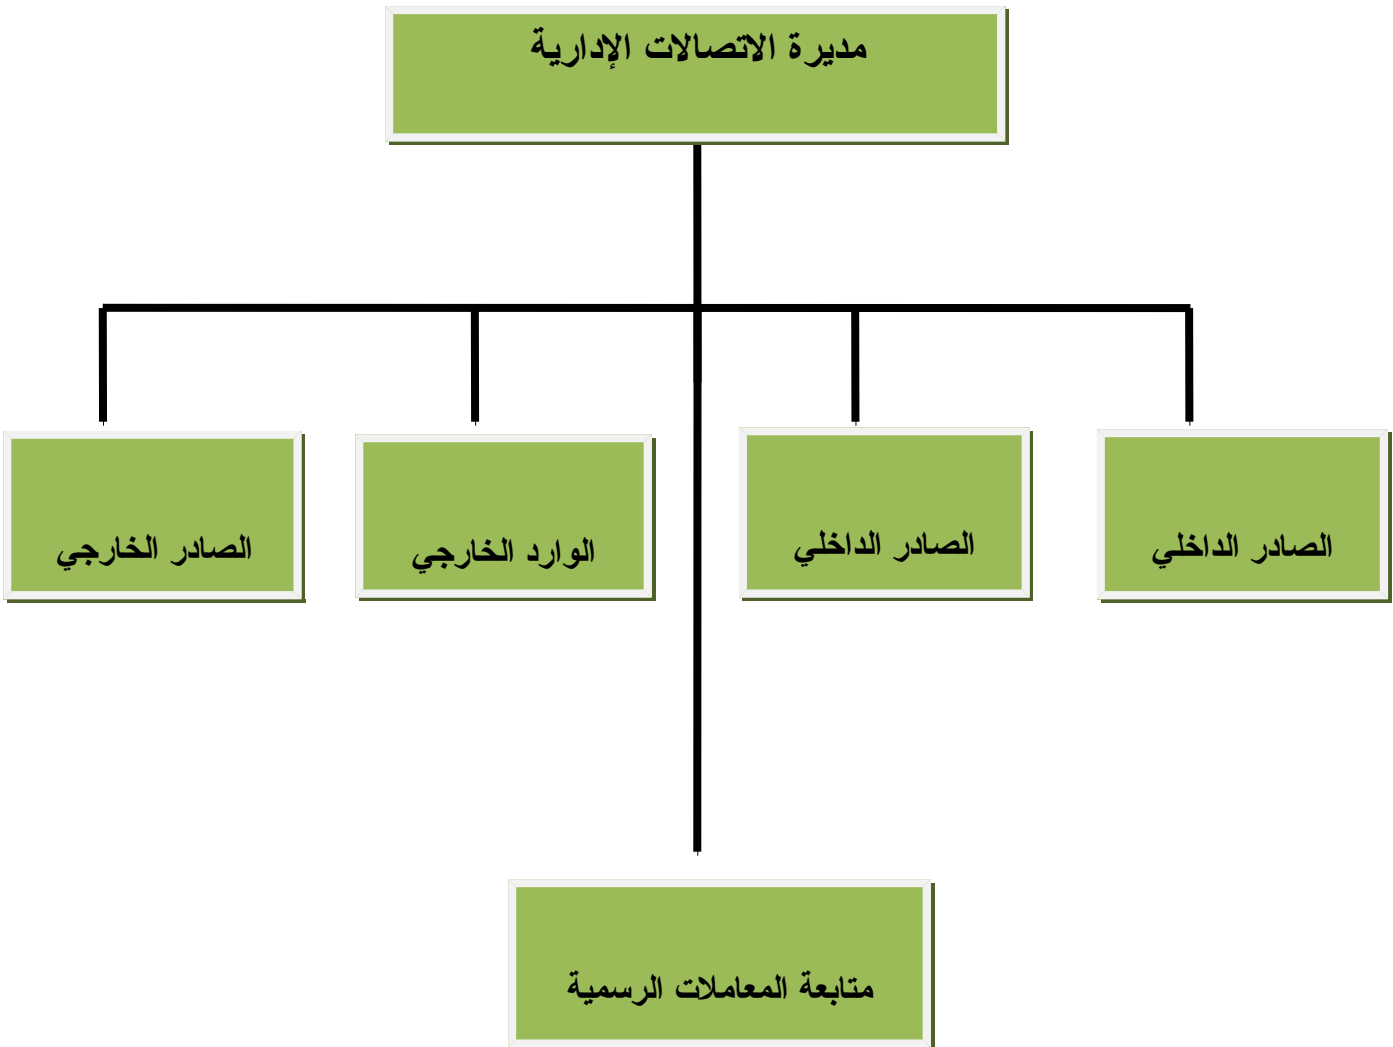 مديرة الاتصالات الإدارية
الصادر الداخلي
الصادر الداخلي
الوارد الخارجي
الصادر الخارجي
متابعة المعاملات الرسمية